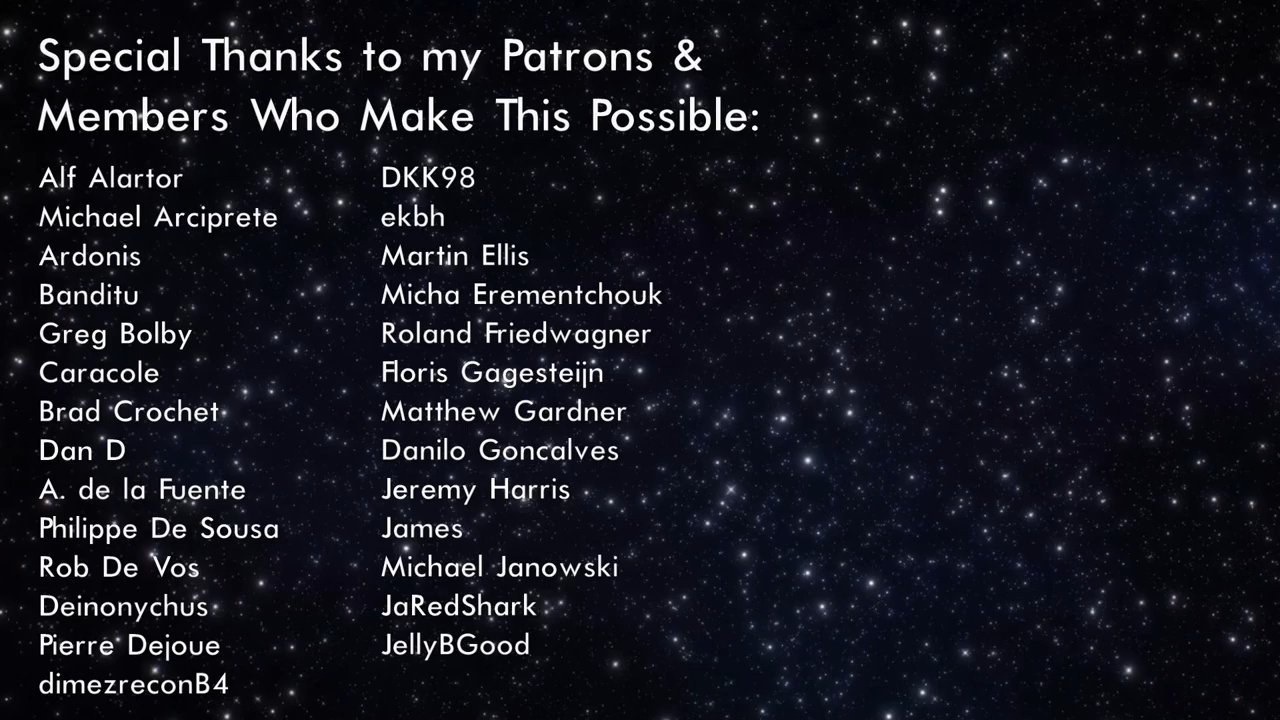 Special Thanks to my Patrons &
Members Who Make This Possible:
Alf Alartor
Michael Arciprete
Ardonis
Banditu
Greg Bolby
Caracole
Brad Crochet
Dan D
A. de la Fuente
Philippe De Sousa
Rob De Vos
Deinonychus
Pierre Dejoue
dimezreconB4
DKK98
ekbh
Martin Ellis
Micha Erementchouk
Roland Friedwagner
Floris Gagesteijn
Matthew Gardner
Danilo Goncalves
Jeremy Harris
James
Michael Janowski
JaRedShark
JellyBGood